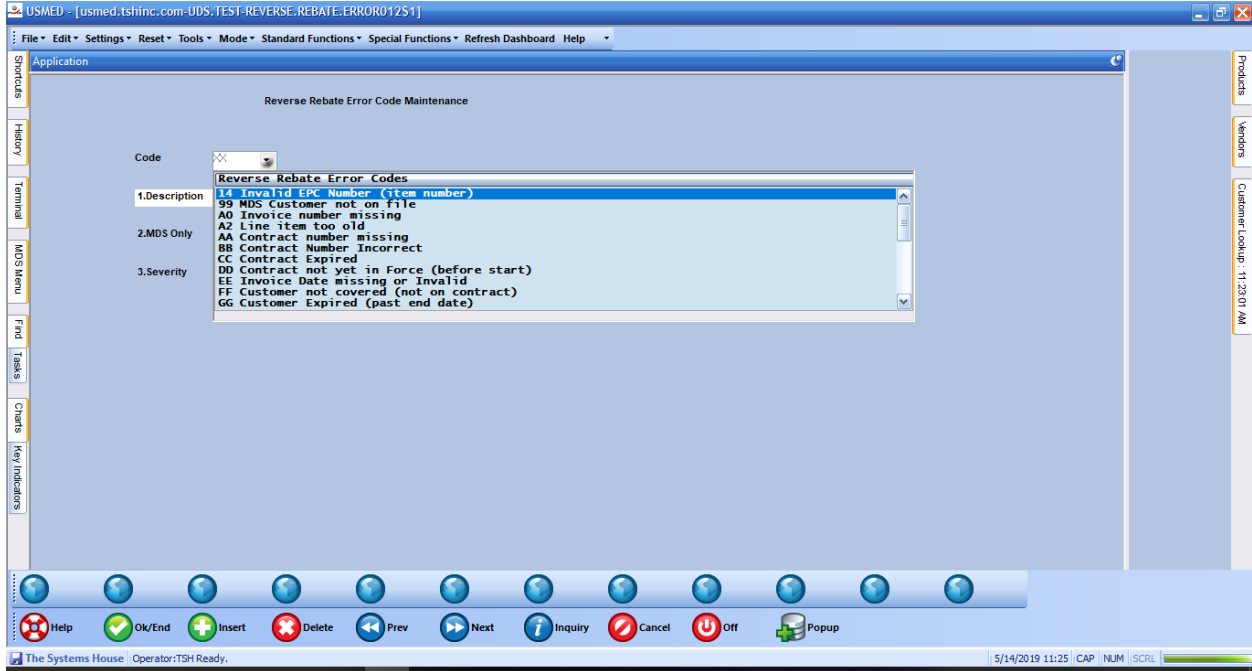 USMED - [usmed.tshinc.com-UDS.TEST-REVERSE.REBATE.ERROR012$1]
File Edit Settings Reset Tools Mode Standard Functions Special Functions Refresh Dashboard Help
Application
Shortcuts
History
Terminal
MDS Menu
Find
Tasks
Charts
Key Indicators
Reverse Rebate Error Code Maintenance
Code XX
Reverse Rebate Error Codes
1.Description
2.MDS Only
3.Severity
14 Invalid EPC Number (item number)
99 MDS Customer not on file
A0 Invoice number missing
A2 Line item too old
AA Contract number missing
BB Contract Number Incorrect
CC Contract Expired
DD Contract not yet in Force (before start)
EE Invoice Date missing or Invalid
FF Customer not covered (not on contract)
GG Customer Expired (past end date)
Products
Vendors
Customer Lookup : 11:23:01 AM
Help Ok/End Insert Delete Prev Next Inquiry Cancel Off Popup
The Systems House Operator:TSH Ready. 5/14/2019 11:25 CAP NUM SCRL